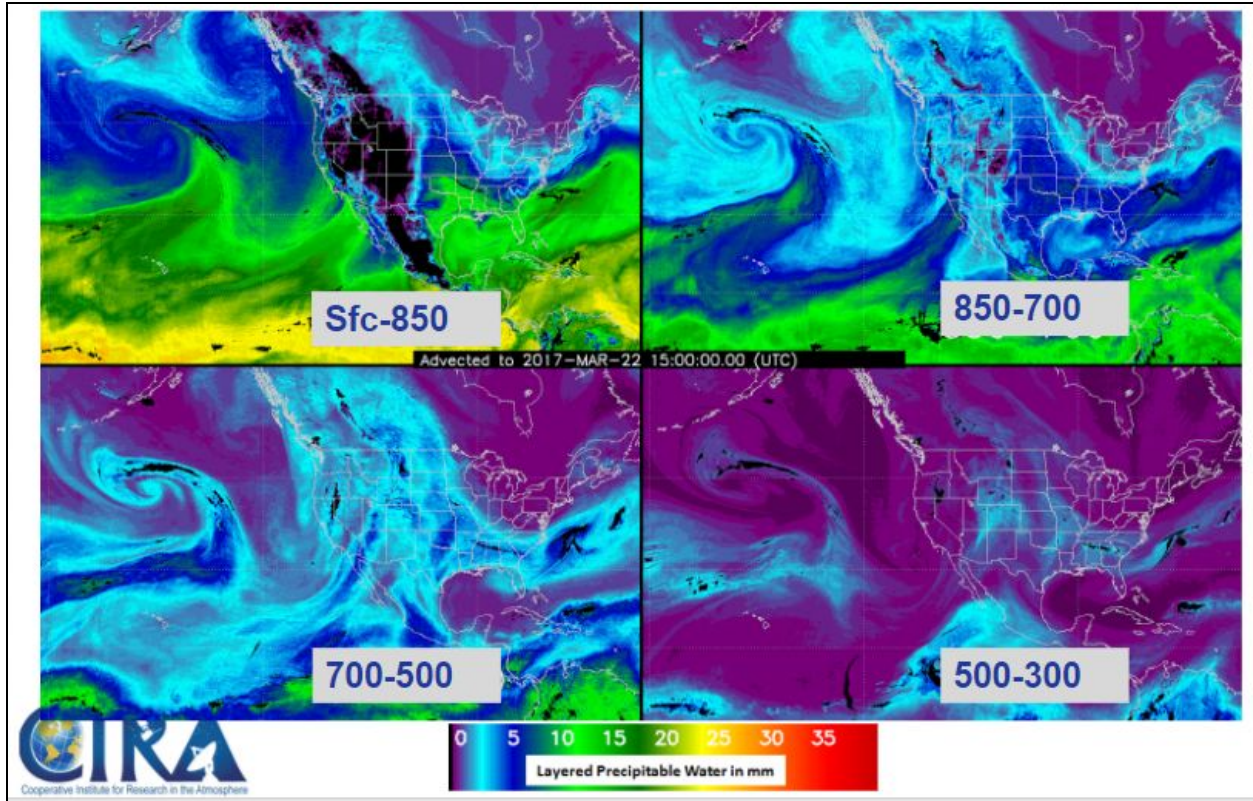 Sfc-850
850-700
Advected to 2017-MAR-22 15:00:00.00 (UTC)
700-500
500-300
CIRA
Cooperative Institute for Research in the Atmosphere
0 5 10 15 20 25 30 35
Layered Precipitable Water in mm